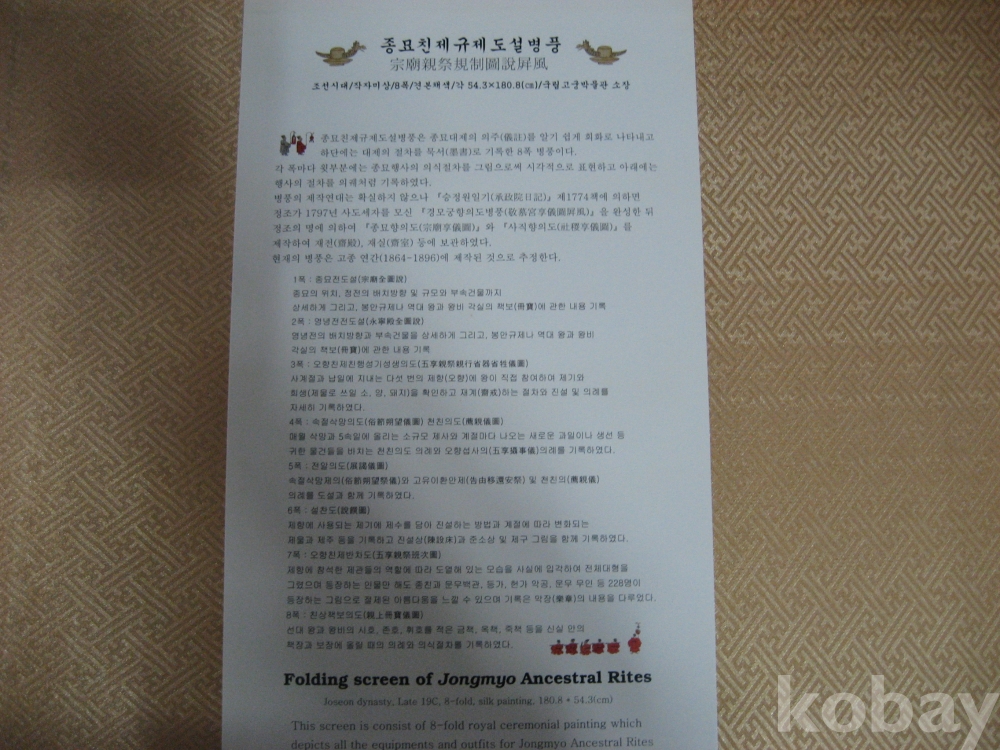 종묘친제규제도설병풍
宗廟親祭規制圖說屏風
조선시대/작자미상/8폭/견본채색/각 54.3×180.8(㎝)/국립고궁박물관 소장
종묘친제규제도설병풍은 종묘대제의 의주(儀註)를 알기 쉽게 회화로 나타내고
하단에는 대제의 절차를 묵서(墨書)로 기록한 8폭 병풍이다.
각 폭마다 윗부분에는 종묘행사의 의식절차를 그림으로써 시각적으로 표현하고 아래에는
행사의 절차를 의궤처럼 기록하였다.
병풍의 제작연대는 확실하지 않으나 『승정원일기(承政院日記)』 제1774책에 의하면
정조가 1797년 사도세자를 모신 『경모궁향의도병풍(敬慕宮享儀圖屏風)』을 완성한 뒤
정조의 명에 의하여 『종묘향의도(宗廟享儀圖)』와 『사직향의도(社稷享儀圖)』를
제작하여 재전(齋殿), 재실(齋室) 등에 보관하였다.
현재의 병풍은 고종 연간(1864-1896)에 제작된 것으로 추정한다.
1폭 : 종묘전도설(宗廟全圖說)
종묘의 위치, 정전의 배치방향 및 규모와 부속건물까지
상세하게 그리고, 봉안규제나 역대 왕과 왕비 각실의 책보(冊寶)에 관한 내용 기록
2폭 : 영녕전전도설(永寧殿全圖說)
영녕전의 배치방향과 부속건물을 상세하게 그리고, 봉안규제나 역대 왕과 왕비
각실의 책보(冊寶)에 관한 내용 기록
3폭 : 오향친제친행성기성생의도(五享親祭親行省器省牲儀圖)
사계절과 납일에 지내는 다섯 번의 제향(오향)에 왕이 직접 참여하여 제기와
희생(제물로 쓰일 소, 양, 돼지)을 확인하고 재계(齋戒)하는 절차와 진설 및 의례를
자세히 기록하였다.
4폭 : 속절삭망의도(俗節朔望儀圖) 천신의도(薦新儀圖)
매월 삭망과 5속일에 올리는 소규모 제사와 계절마다 나오는 새로운 과일이나 생선 등
귀한 물건들을 바치는 천신의도 의례와 오향섭사의(五享攝事儀)의례를 기록하였다.
5폭 : 전알의도(展謁儀圖)
속절삭망제의(俗節朔望祭儀)와 고유이환안제(告由移還安祭) 및 천신의(薦新儀)
의례를 도설과 함께 기록하였다.
6폭 : 설찬도(設饌圖)
제향에 사용되는 제기에 제수를 담아 진설하는 방법과 계절에 따라 변화되는
제물과 제주 등을 기록하고 진설상(陳設床)과 준소상 및 제구 그림을 함께 기록하였다.
7폭 : 오향친제반차도(五享親祭班次圖)
제향에 참석한 제관들의 역할에 따라 도열해 있는 모습을 사실에 입각하여 전체대형을
그렸으며 등장하는 인물만 해도 종친과 문무백관, 등가, 헌가 악공, 문무 무인 등 228명이
등장하는 그림으로 절제된 아름다움을 느낄 수 있으며 기록은 악장(樂章)의 내용을 다루었다.
8폭 : 친상책보의도(親上冊寶儀圖)
선대 왕과 왕비의 시호, 존호, 휘호를 적은 금책, 옥책, 죽책 등을 신실 안의
책장과 보장에 올릴 때의 의례와 의식절차를 기록하였다.
Folding screen of Jongmyo Ancestral Rites
Joseon dynasty, Late 19C, 8-fold, silk painting, 180.8 * 54.3(cm)
This screen is consist of 8-fold royal ceremonial painting which
depicts all the equipments and outfits for Jongmyo Ancestral Rites
kobay